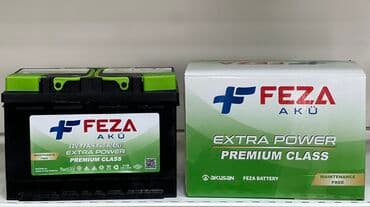 FEZA
AKÜ
EXTRA POWER
PREMIUM CLASS
FEZA
AKÜ
EXTRA POWER
PREMIUM CLASS
MAINTENANCE
FREE
AKUSAN
FEZA BATTERY